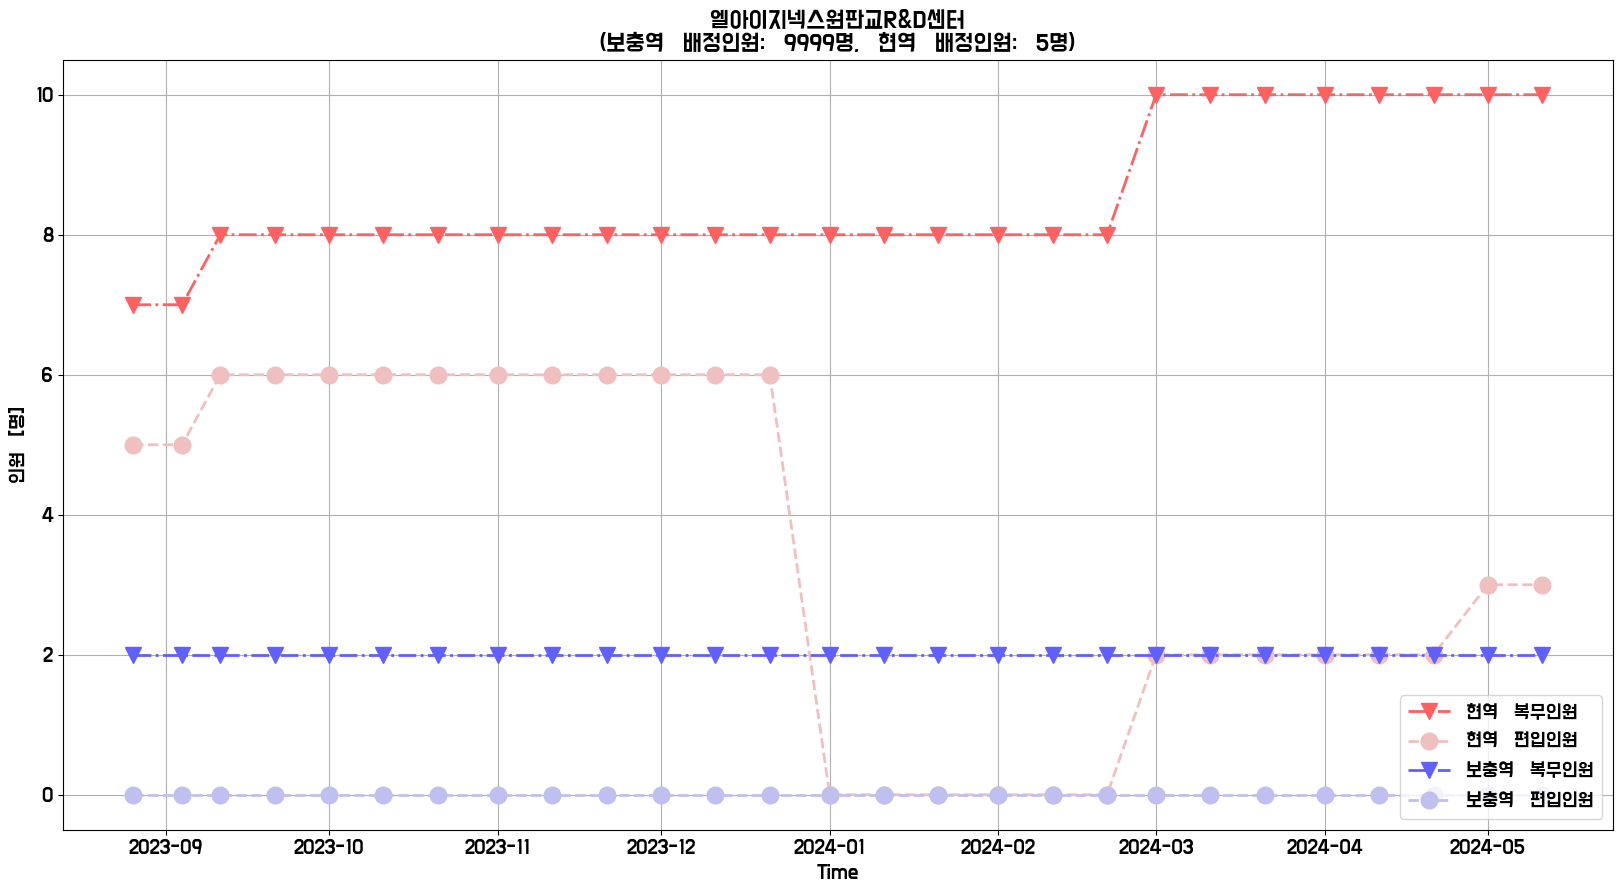 엘아이지넥스원판교R&D센터
(보충역 배정인원: 9999명, 현역 배정인원: 5명)
인원 [명]
10
8
6
4
2
0
2023-09 2023-10 2023-11 2023-12 2024-01 2024-02 2024-03 2024-04 2024-05
Time
현역 복무인원
현역 편입인원
보충역 복무인원
보충역 편입인원